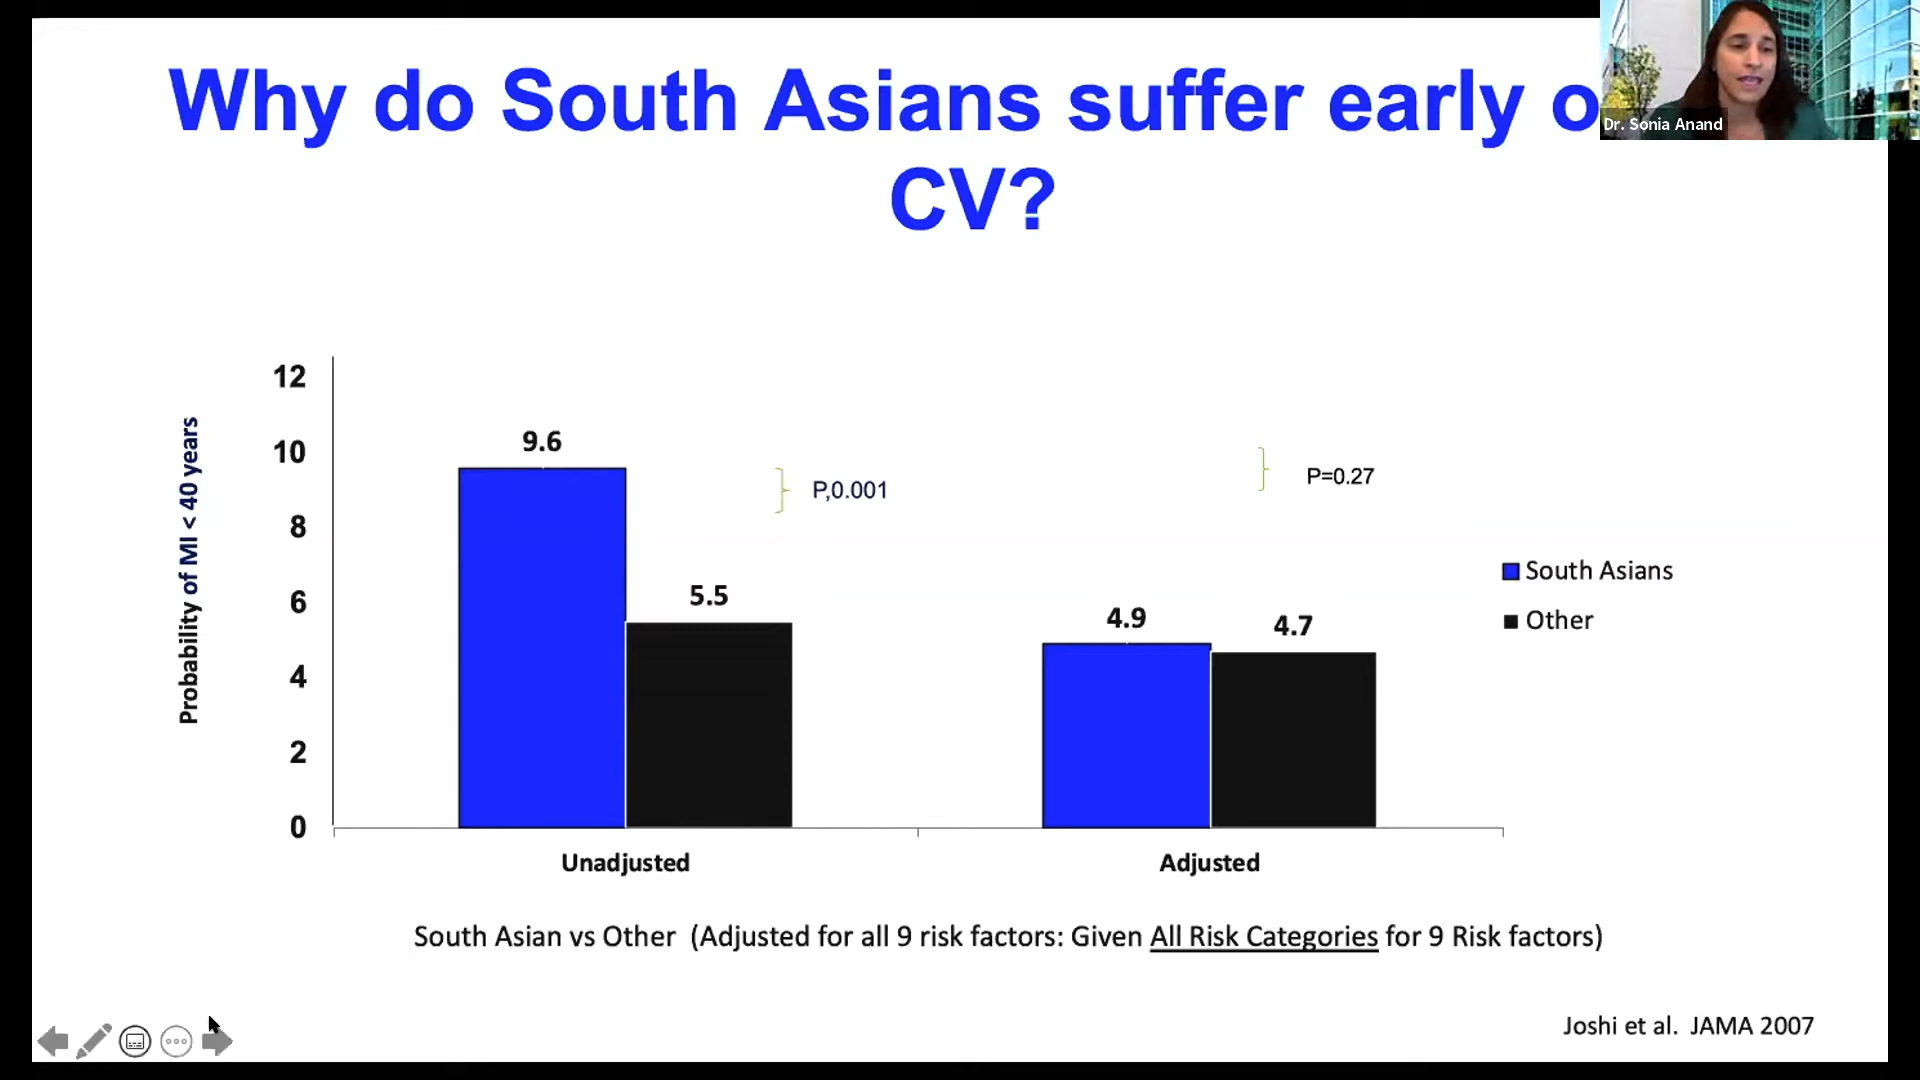 Why do South Asians suffer early o
CV?
Dr. Sonia Anand
Probability of MI < 40 years
12
10
8
6
4
2
0
9.6
5.5
P,0.001
4.9
4.7
P=0.27
South Asians
Other
Unadjusted
Adjusted
South Asian vs Other (Adjusted for all 9 risk factors: Given All Risk Categories for 9 Risk factors)
Joshi et al. JAMA 2007